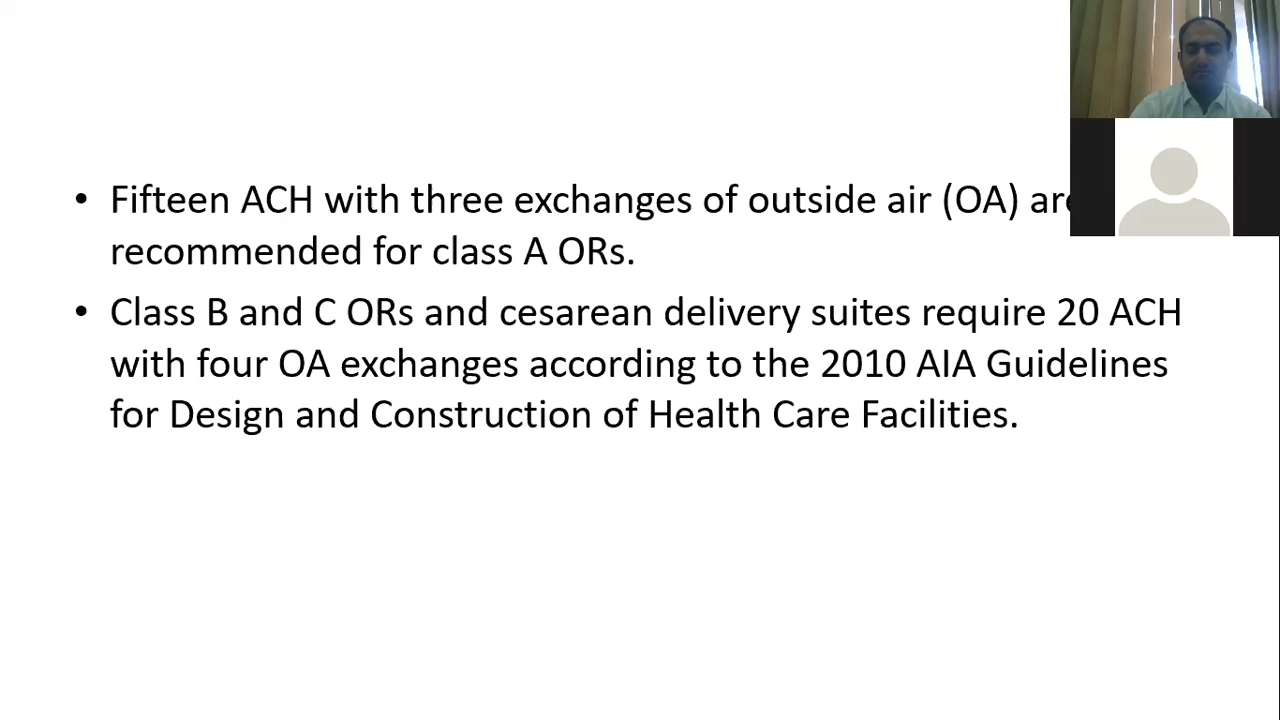 • Fifteen ACH with three exchanges of outside air (OA) are
recommended for class A ORs.
• Class B and C ORs and cesarean delivery suites require 20 ACH
with four OA exchanges according to the 2010 AIA Guidelines
for Design and Construction of Health Care Facilities.